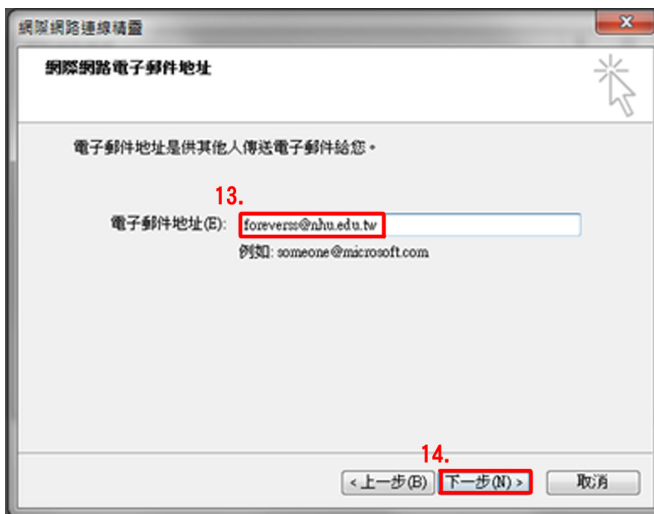 網際網路連線精靈
網際網路電子郵件地址
電子郵件地址是供其他人傳送電子郵件給您。
13.
電子郵件地址(E): foreverss@nhu.edu.tw
例如: someone@microsoft.com
14.
<上一步(B) 下一步(N) > 取消